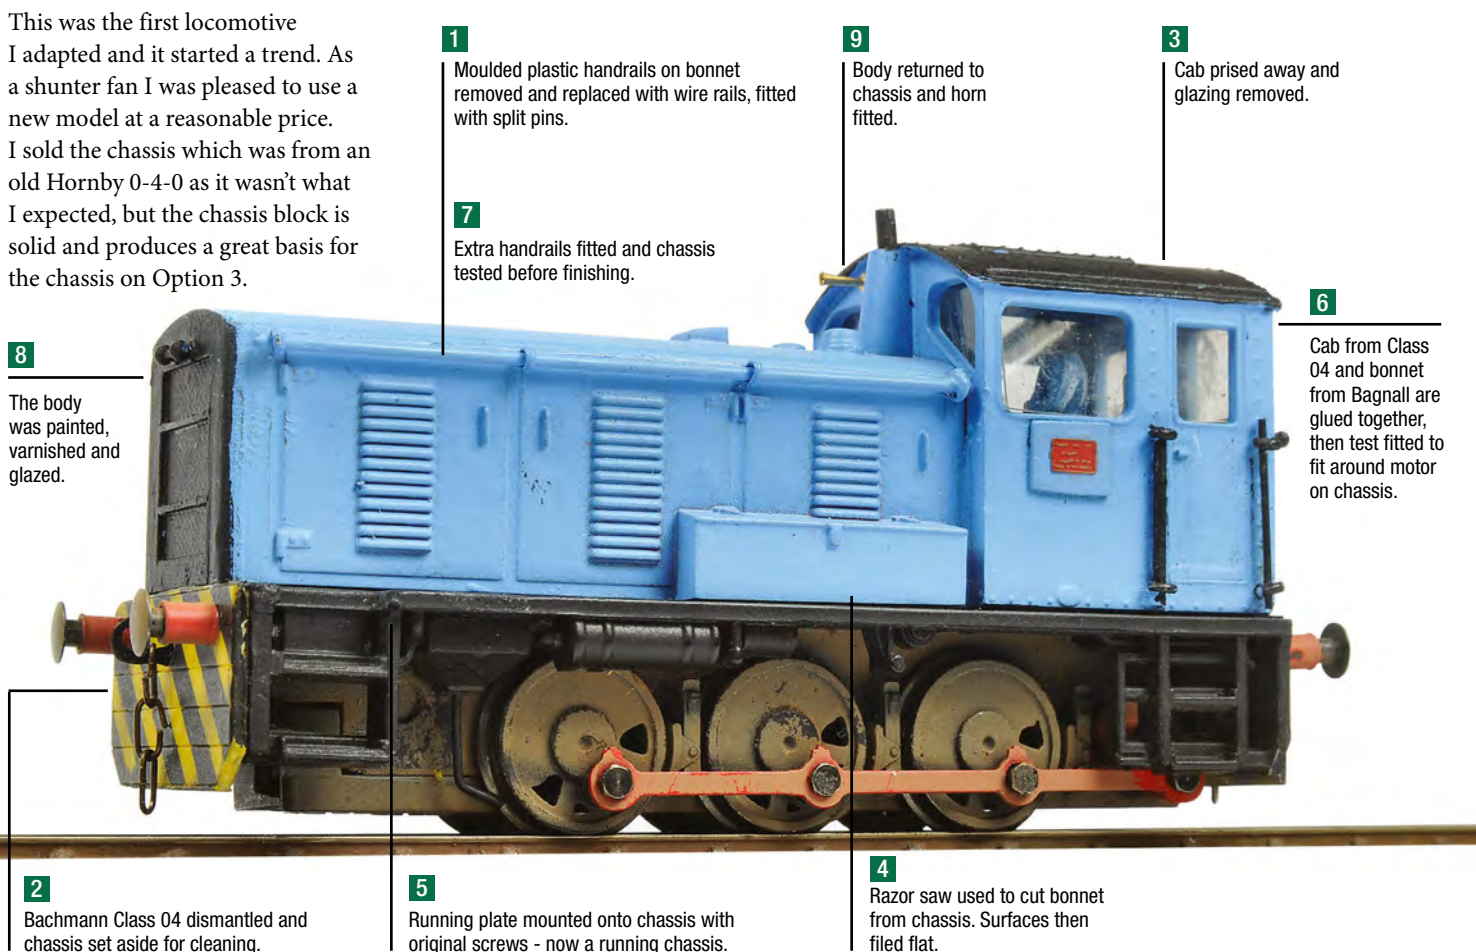 This was the first locomotive
I adapted and it started a trend. As
a shunter fan I was pleased to use a
new model at a reasonable price.
I sold the chassis which was from an
old Hornby 0-4-0 as it wasn’t what
I expected, but the chassis block is
solid and produces a great basis for
the chassis on Option 3.
1
Moulded plastic handrails on bonnet
removed and replaced with wire rails, fitted
with split pins.
9
Body returned to
chassis and horn
fitted.
3
Cab prised away and
glazing removed.
7
Extra handrails fitted and chassis
tested before finishing.
6
Cab from Class
04 and bonnet
from Bagnall are
glued together,
then test fitted to
fit around motor
on chassis.
8
The body
was painted,
varnished and
glazed.
2
Bachmann Class 04 dismantled and
chassis set aside for cleaning.
5
Running plate mounted onto chassis with
original screws - now a running chassis.
4
Razor saw used to cut bonnet
from chassis. Surfaces then
filed flat.